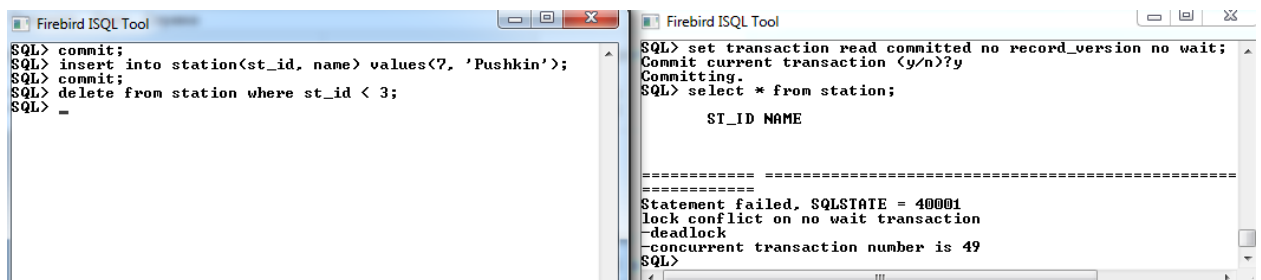 Firebird ISQL Tool
SQL> commit;
SQL> insert into station(st_id, name) values(7, 'Pushkin');
SQL> commit;
SQL> delete from station where st_id < 3;
SQL> _
Firebird ISQL Tool
SQL> set transaction read committed no record_version no wait;
Commit current transaction (y/n)?y
Committing.
SQL> select * from station;
ST_ID NAME
============ ===============================================
============
Statement failed, SQLSTATE = 40001
lock conflict on no wait transaction
-deadlock
-concurrent transaction number is 49
SQL>